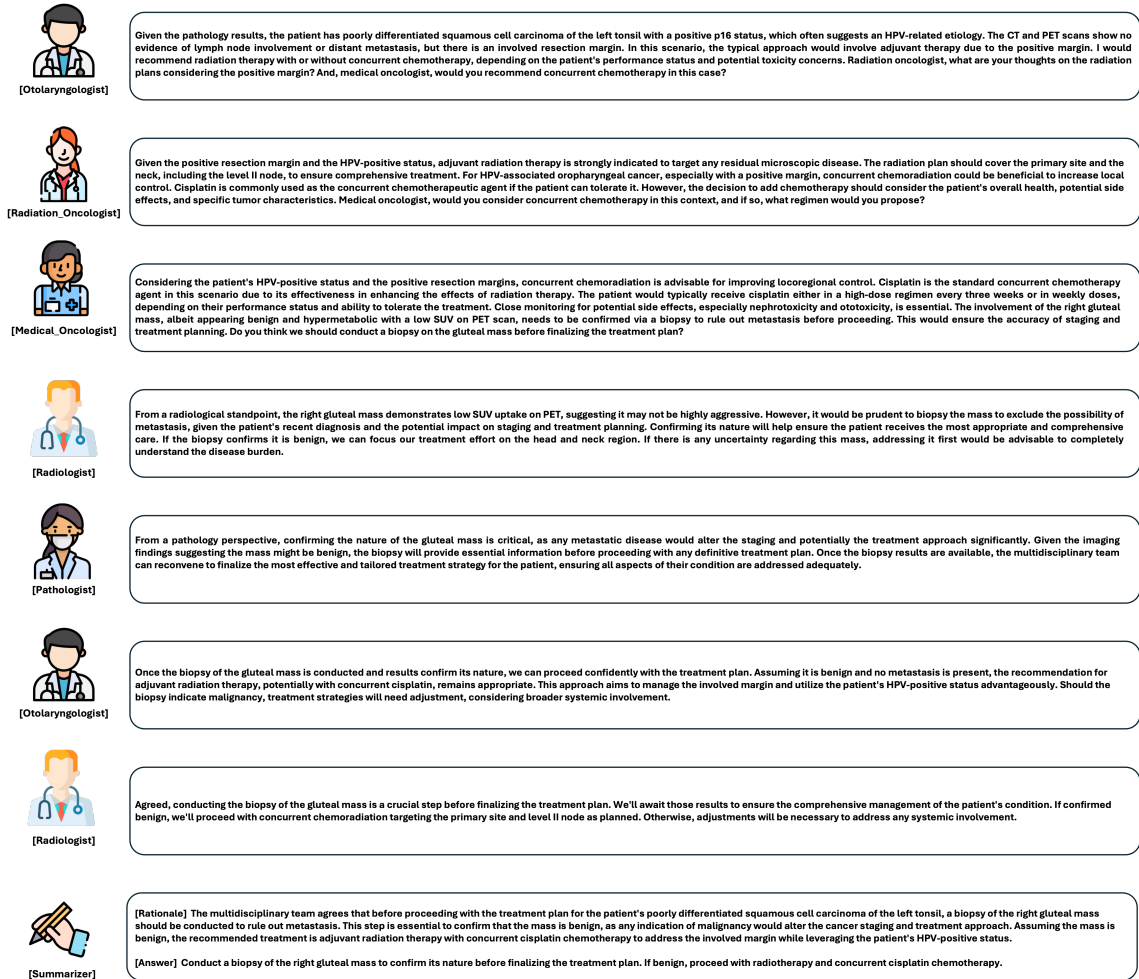 Given the pathology results, the patient has poorly differentiated squamous cell carcinoma of the left tonsil with a positive p16 status, which often suggests an HPV-related etiology. The CT and PET scans show no
evidence of lymph node involvement or distant metastasis, but there is an involved resection margin. In this scenario, the typical approach would involve adjuvant therapy due to the positive margin. I would
recommend radiation therapy with or without concurrent chemotherapy, depending on the patient's performance status and potential toxicity concerns. Radiation oncologist, what are your thoughts on the radiation
plans considering the positive margin? And, medical oncologist, would you recommend concurrent chemotherapy in this case?
[Otolaryngologist]
Given the positive resection margin and the HPV-positive status, adjuvant radiation therapy is strongly indicated to target any residual microscopic disease. The radiation plan should cover the primary site and the
neck, including the level II node, to ensure comprehensive treatment. For HPV-associated oropharyngeal cancer, especially with a positive margin, concurrent chemoradiation could be beneficial to increase local
control. Cisplatin is commonly used as the concurrent chemotherapeutic agent if the patient can tolerate it. However, the decision to add chemotherapy should consider the patient's overall health, potential side
effects, and specific tumor characteristics. Medical oncologist, would you consider concurrent chemotherapy in this context, and if so, what regimen would you propose?
[Radiation_Oncologist]
Considering the patient's HPV-positive status and the positive resection margins, concurrent chemoradiation is advisable for improving locoregional control. Cisplatin is the standard concurrent chemotherapy
agent in this scenario due to its effectiveness in enhancing the effects of radiation therapy. The patient would typically receive cisplatin either in a high-dose regimen every three weeks or in weekly doses,
depending on their performance status and ability to tolerate the treatment. Close monitoring for potential side effects, especially nephrotoxicity and ototoxicity, is essential. The involvement of the right gluteal
mass, albeit appearing benign and hypermetabolic with a low SUV on PET scan, needs to be confirmed via a biopsy to rule out metastasis before proceeding. This would ensure the accuracy of staging and
treatment planning. Do you think we should conduct a biopsy on the gluteal mass before finalizing the treatment plan?
[Medical_Oncologist]
From a radiological standpoint, the right gluteal mass demonstrates low SUV uptake on PET, suggesting it may not be highly aggressive. However, it would be prudent to biopsy the mass to exclude the possibility of
metastasis, given the patient's recent diagnosis and the potential impact on staging and treatment planning. Confirming its nature will help ensure the patient receives the most appropriate and comprehensive
care. If the biopsy confirms it is benign, we can focus our treatment effort on the head and neck region. If there is any uncertainty regarding this mass, addressing it first would be advisable to completely
understand the disease burden.
[Radiologist]
From a pathology perspective, confirming the nature of the gluteal mass is critical, as any metastatic disease would alter the staging and potentially the treatment approach significantly. Given the imaging
findings suggesting the mass might be benign, the biopsy will provide essential information before proceeding with any definitive treatment plan. Once the biopsy results are available, the multidisciplinary team
can reconvene to finalize the most effective and tailored treatment strategy for the patient, ensuring all aspects of their condition are addressed adequately.
[Pathologist]
Once the biopsy of the gluteal mass is conducted and results confirm its nature, we can proceed confidently with the treatment plan. Assuming it is benign and no metastasis is present, the recommendation for
adjuvant radiation therapy, potentially with concurrent cisplatin, remains appropriate. This approach aims to manage the involved margin and utilize the patient's HPV-positive status advantageously. Should the
biopsy indicate malignancy, treatment strategies will need adjustment, considering broader systemic involvement.
[Otolaryngologist]
Agreed, conducting the biopsy of the gluteal mass is a crucial step before finalizing the treatment plan. We'll await those results to ensure the comprehensive management of the patient's condition. If confirmed
benign, we'll proceed with concurrent chemoradiation targeting the primary site and level II node as planned. Otherwise, adjustments will be necessary to address any systemic involvement.
[Radiologist]
[Rationale] The multidisciplinary team agrees that before proceeding with the treatment plan for the patient's poorly differentiated squamous cell carcinoma of the left tonsil, a biopsy of the right gluteal mass
should be conducted to rule out metastasis. This step is essential to confirm that the mass is benign, as any indication of malignancy would alter the cancer staging and treatment approach. Assuming the mass is
benign, the recommended treatment is adjuvant radiation therapy with concurrent cisplatin chemotherapy to address the involved margin while leveraging the patient's HPV-positive status.
[Answer] Conduct a biopsy of the right gluteal mass to confirm its nature before finalizing the treatment plan. If benign, proceed with radiotherapy and concurrent cisplatin chemotherapy.
[Summarizer]